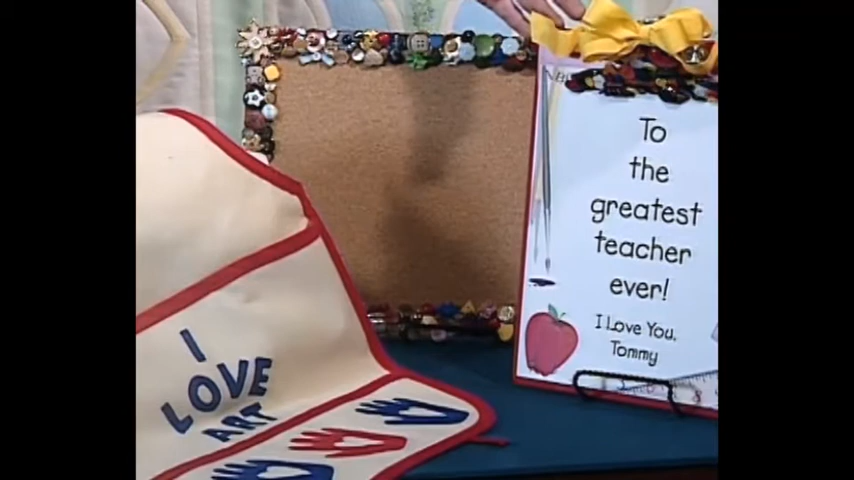 To
the
greatest
teacher
ever!
I Love You,
Tommy
I
LOVE
ART